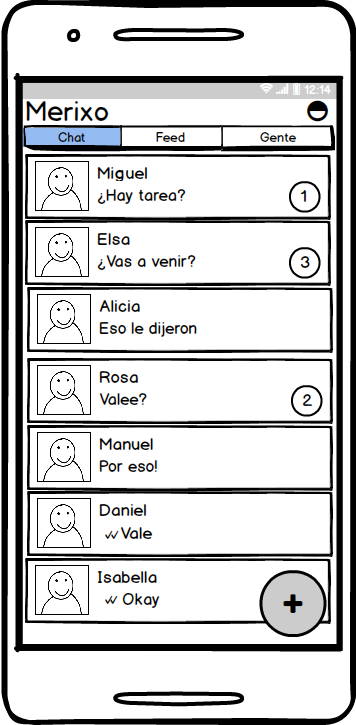 12:14
Merixo
Chat Feed Gente
Miguel
¿Hay tarea?
1
Elsa
¿Vas a venir?
3
Alicia
Eso le dijeron
Rosa
Valee?
2
Manuel
Por eso!
Daniel
Vale
Isabella
Okay
+